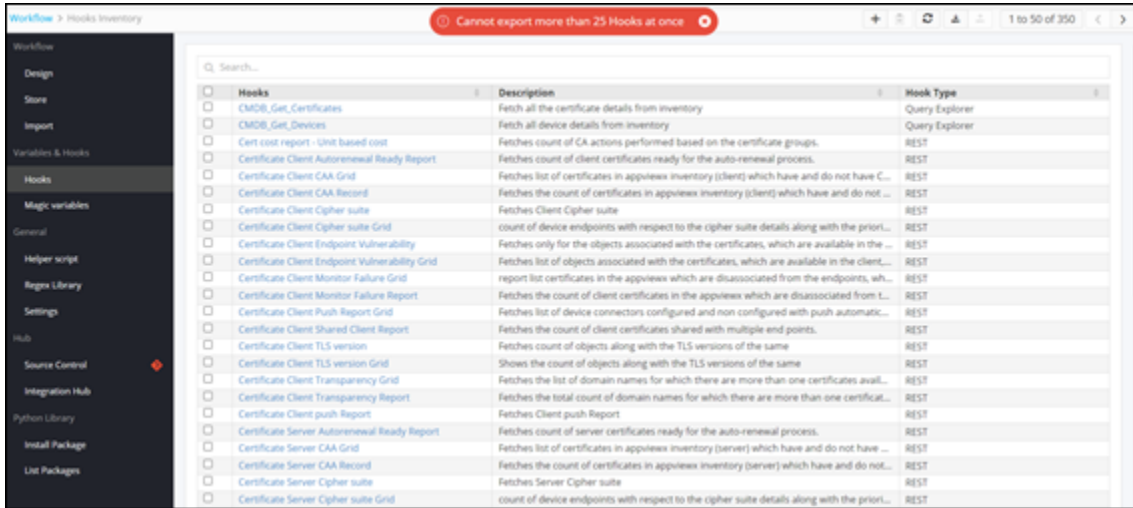 Workflow > Hooks Inventory
Cannot export more than 25 Hooks at once
1 to 50 of 350
Workflow
Design
Store
Import
Variables & Hooks
Hooks
Magic variables
General
Helper script
Regex Library
Settings
Hub
Source Control
Integration Hub
Python Library
Install Package
List Packages
Search...
Hooks Description Hook Type
CMDB_Get_Certificates Fetch all the certificate details from inventory Query Explorer
CMDB_Get_Devices Fetch all device details from inventory Query Explorer
Cert cost report - Unit based cost Fetches count of CA actions performed based on the certificate groups. REST
Certificate Client Autorenewal Ready Report Fetches count of client certificates ready for the auto-renewal process. REST
Certificate Client CAA Grid Fetches list of certificates in appviewx inventory (client) which have and do not have C... REST
Certificate Client CAA Record Fetches the count of certificates in appviewx inventory (client) which have and do not ... REST
Certificate Client Cipher suite Fetches Client Cipher suite REST
Certificate Client Cipher suite Grid count of device endpoints with respect to the cipher suite details along with the priori... REST
Certificate Client Endpoint Vulnerability Fetches only for the objects associated with the certificates, which are available in the ... REST
Certificate Client Endpoint Vulnerability Grid Fetches list of objects associated with the certificates, which are available in the client,... REST
Certificate Client Monitor Failure Grid report list certificates in the appviewx which are disassociated from the endpoints, wh... REST
Certificate Client Monitor Failure Report Fetches the count of client certificates in the appviewx which are disassociated from t... REST
Certificate Client Push Report Grid Fetches list of device connectors configured and non configured with push automatic... REST
Certificate Client Shared Client Report Fetches the count of client certificates shared with multiple end points. REST
Certificate Client TLS version Fetches count of objects along with the TLS versions of the same REST
Certificate Client TLS version Grid Shows the count of objects along with the TLS versions of the same REST
Certificate Client Transparency Grid Fetches the list of domain names for which there are more than one certificates avail... REST
Certificate Client Transparency Report Fetches the total count of domain names for which there are more than one certificat... REST
Certificate Client push Report Fetches Client push Report REST
Certificate Server Autorenewal Ready Report Fetches count of server certificates ready for the auto-renewal process. REST
Certificate Server CAA Grid Fetches list of certificates in appviewx inventory (server) which have and do not have ... REST
Certificate Server CAA Record Fetches the count of certificates in appviewx inventory (server) which have and do not... REST
Certificate Server Cipher suite Fetches Server Cipher suite REST
Certificate Server Cipher suite Grid count of device endpoints with respect to the cipher suite details along with the priori... REST